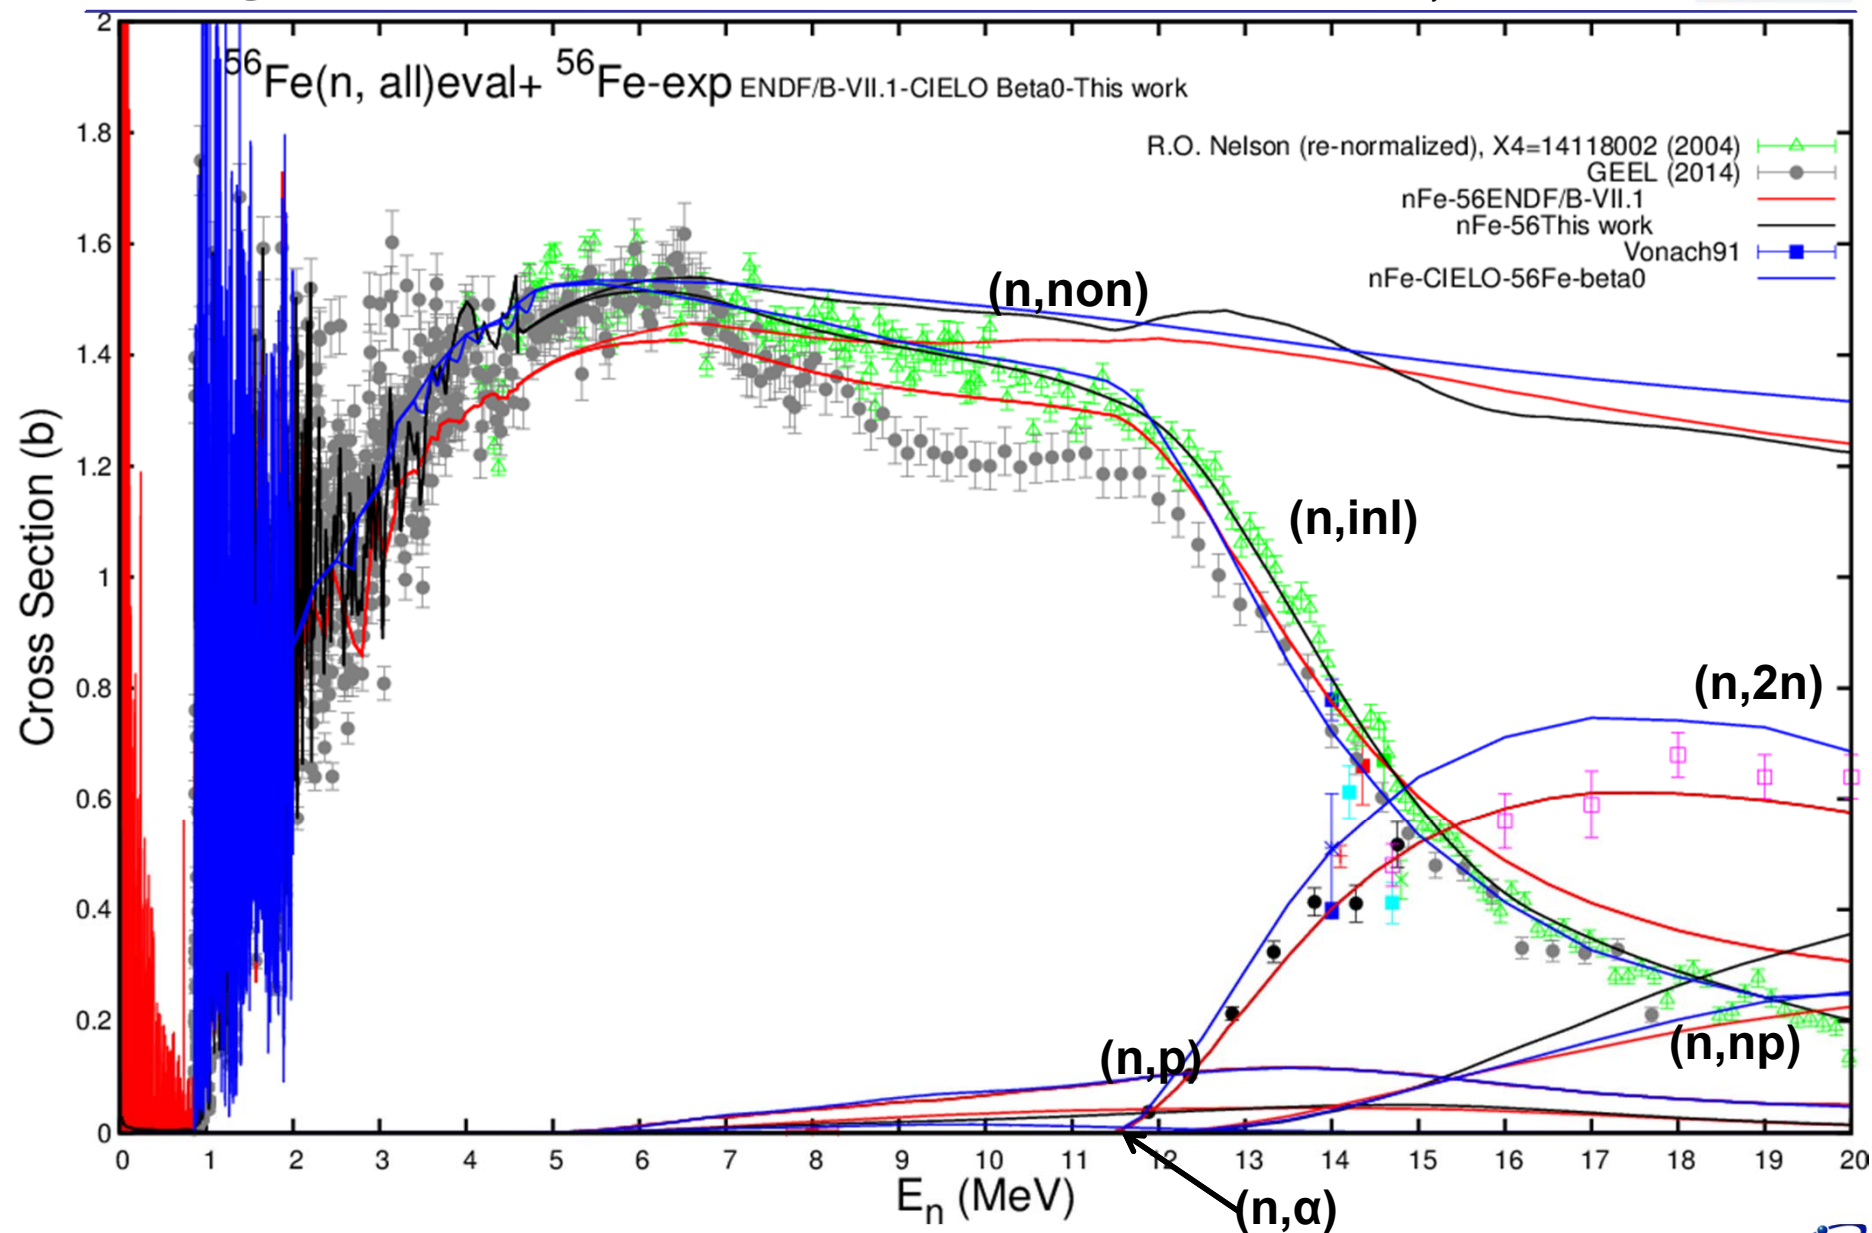 56Fe(n, all)eval+ 56Fe-exp ENDF/B-VII.1-CIELO Beta0-This work
R.O. Nelson (re-normalized), X4=14118002 (2004)
GEEL (2014)
nFe-56ENDF/B-VII.1
nFe-56This work
Vonach91
nFe-CIELO-56Fe-beta0
(n,non)
(n,inl)
(n,2n)
(n,p)
(n,np)
(n,α)
Cross Section (b)
2
1.8
1.6
1.4
1.2
1
0.8
0.6
0.4
0.2
0
0 1 2 3 4 5 6 7 8 9 10 11 12 13 14 15 16 17 18 19 20
En (MeV)